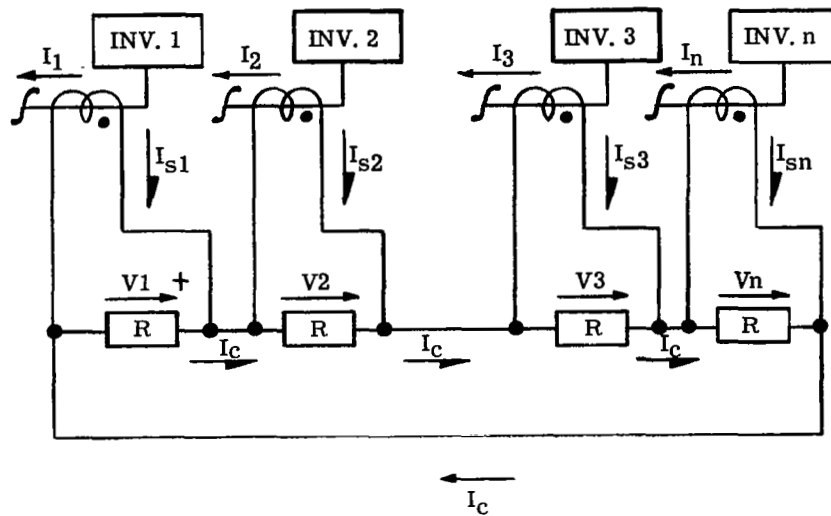 INV. 1
INV. 2
INV. 3
INV. n
I1
I2
I3
In
Is1
Is2
Is3
Isn
V1 +
V2
V3
Vn
R
R
R
R
Ic
Ic
Ic
Ic